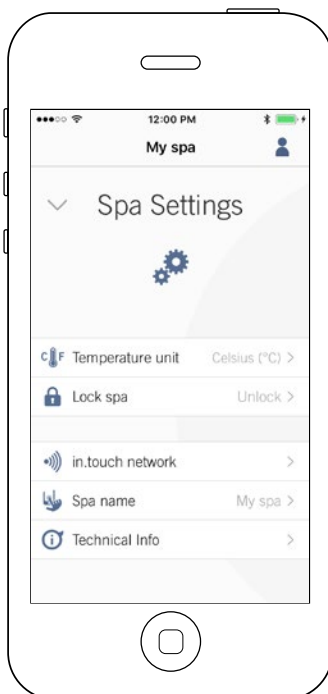 12:00 PM
My spa
Spa Settings
C F Temperature unit Celsius (°C) >
Lock spa Unlock >
in.touch network >
Spa name My spa >
Technical Info >